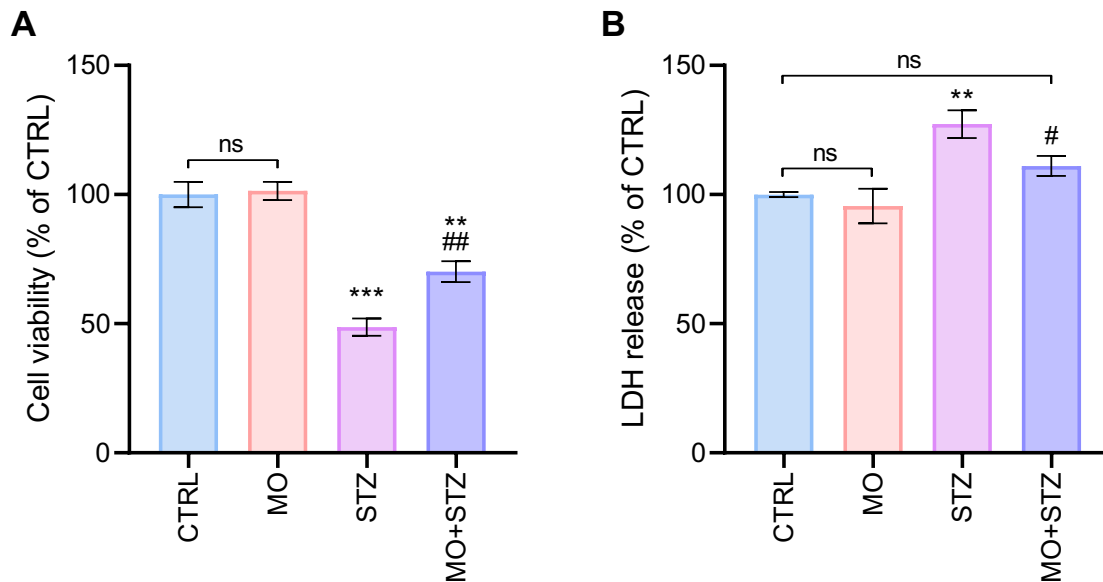 A
Cell viability (% of CTRL)
150
100
50
0
ns
***
**
##
CTRL
MO
STZ
MO+STZ
B
LDH release (% of CTRL)
150
100
50
0
ns
ns
**
#
CTRL
MO
STZ
MO+STZ